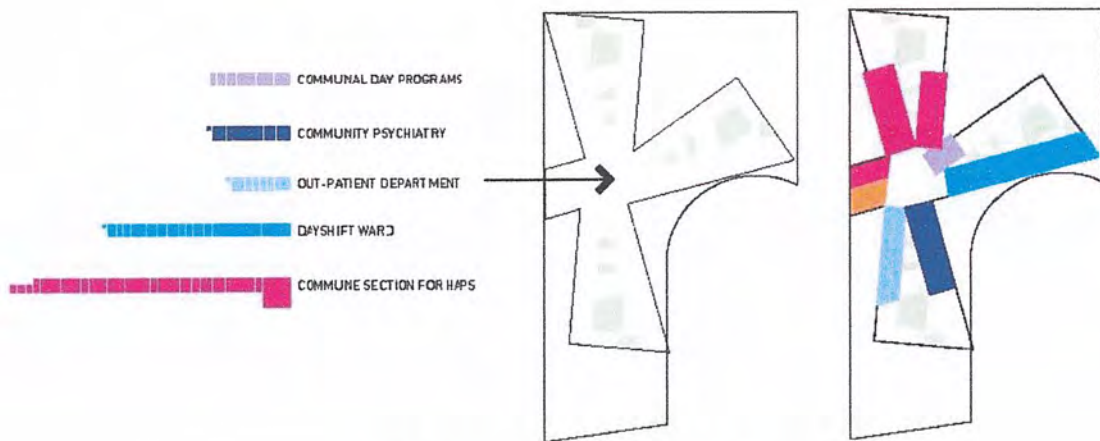 COMMUNAL DAY PROGRAMS
COMMUNITY PSYCHIATRY
OUT-PATIENT DEPARTMENT
DAYSHIFT WARD
COMMUNE SECTION FOR HAPS